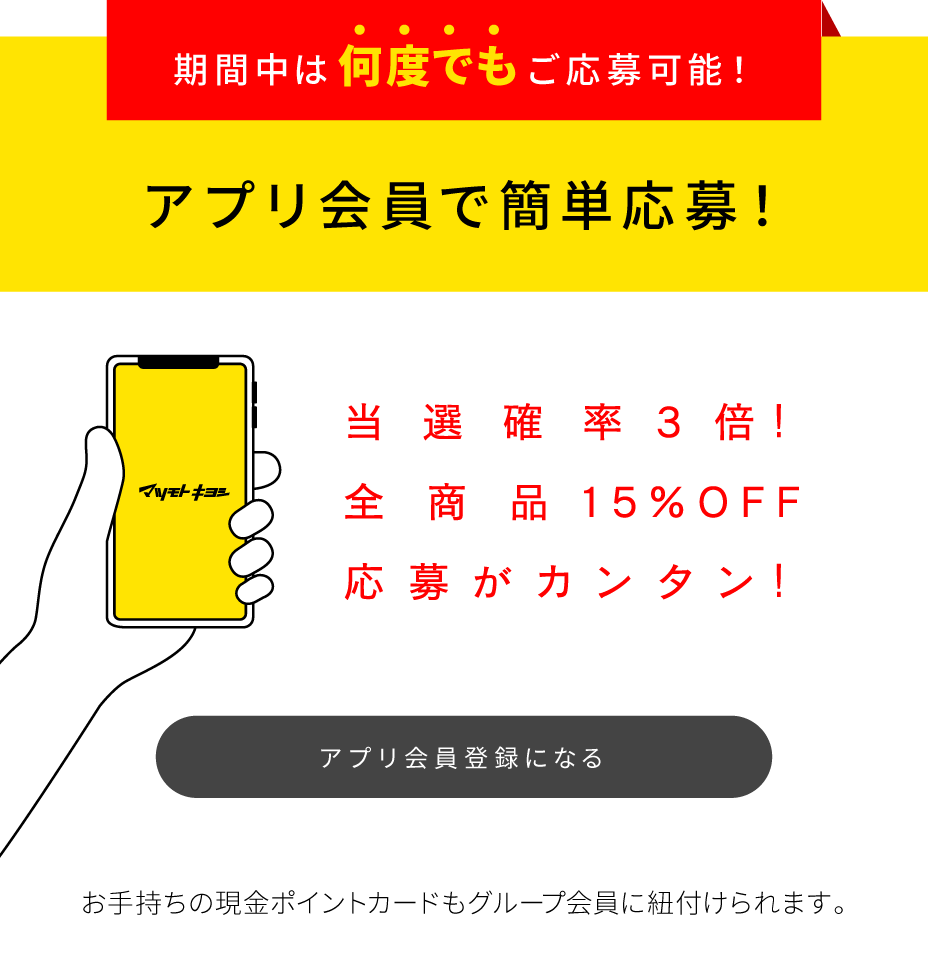 期間中は何度でもご応募可能！
アプリ会員で簡単応募！
マツモトキヨシ
当選確率3倍！
全商品15%OFF
応募がカンタン！
アプリ会員登録になる
お手持ちの現金ポイントカードもグループ会員に紐付けられます。